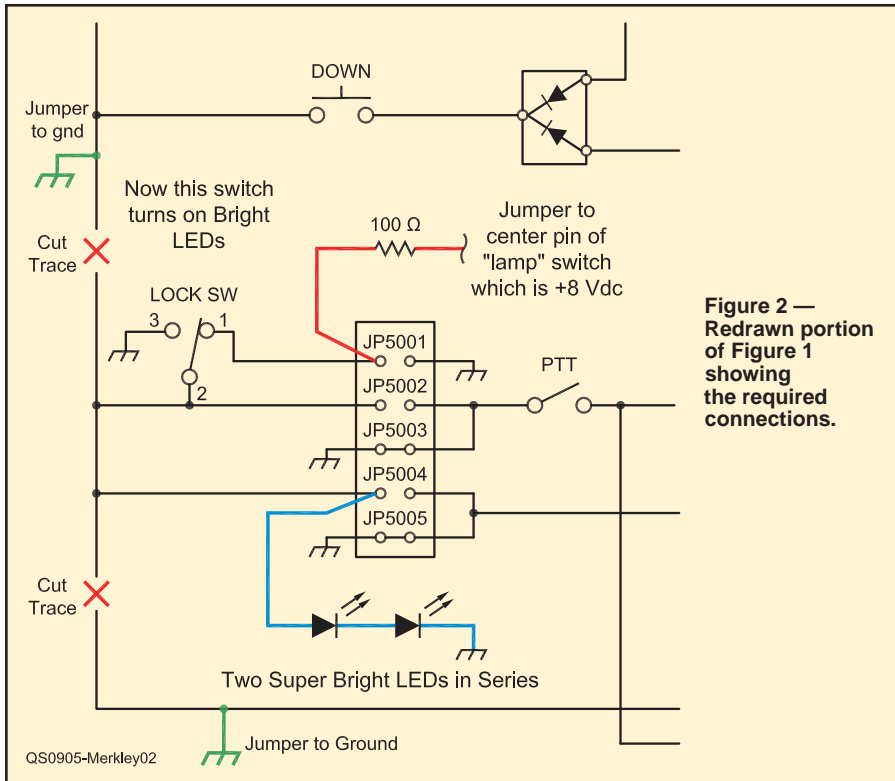 DOWN
Jumper
to gnd
Now this switch
turns on Bright
LEDs
Cut
Trace
100 Ω
Jumper to
center pin of
"lamp" switch
which is +8 Vdc
LOCK SW
3
1
2
JP5001
JP5002
JP5003
JP5004
JP5005
PTT
Figure 2 —
Redrawn portion
of Figure 1
showing
the required
connections.
Cut
Trace
Two Super Bright LEDs in Series
Jumper to Ground
QS0905-Merkley02